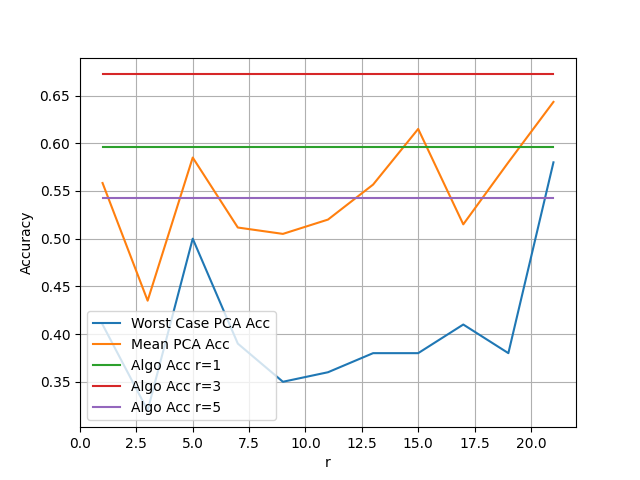 0.65
0.60
0.55
0.50
0.45
0.40
0.35
Accuracy
Worst Case PCA Acc
Mean PCA Acc
Algo Acc r=1
Algo Acc r=3
Algo Acc r=5
0.0 2.5 5.0 7.5 10.0 12.5 15.0 17.5 20.0
r